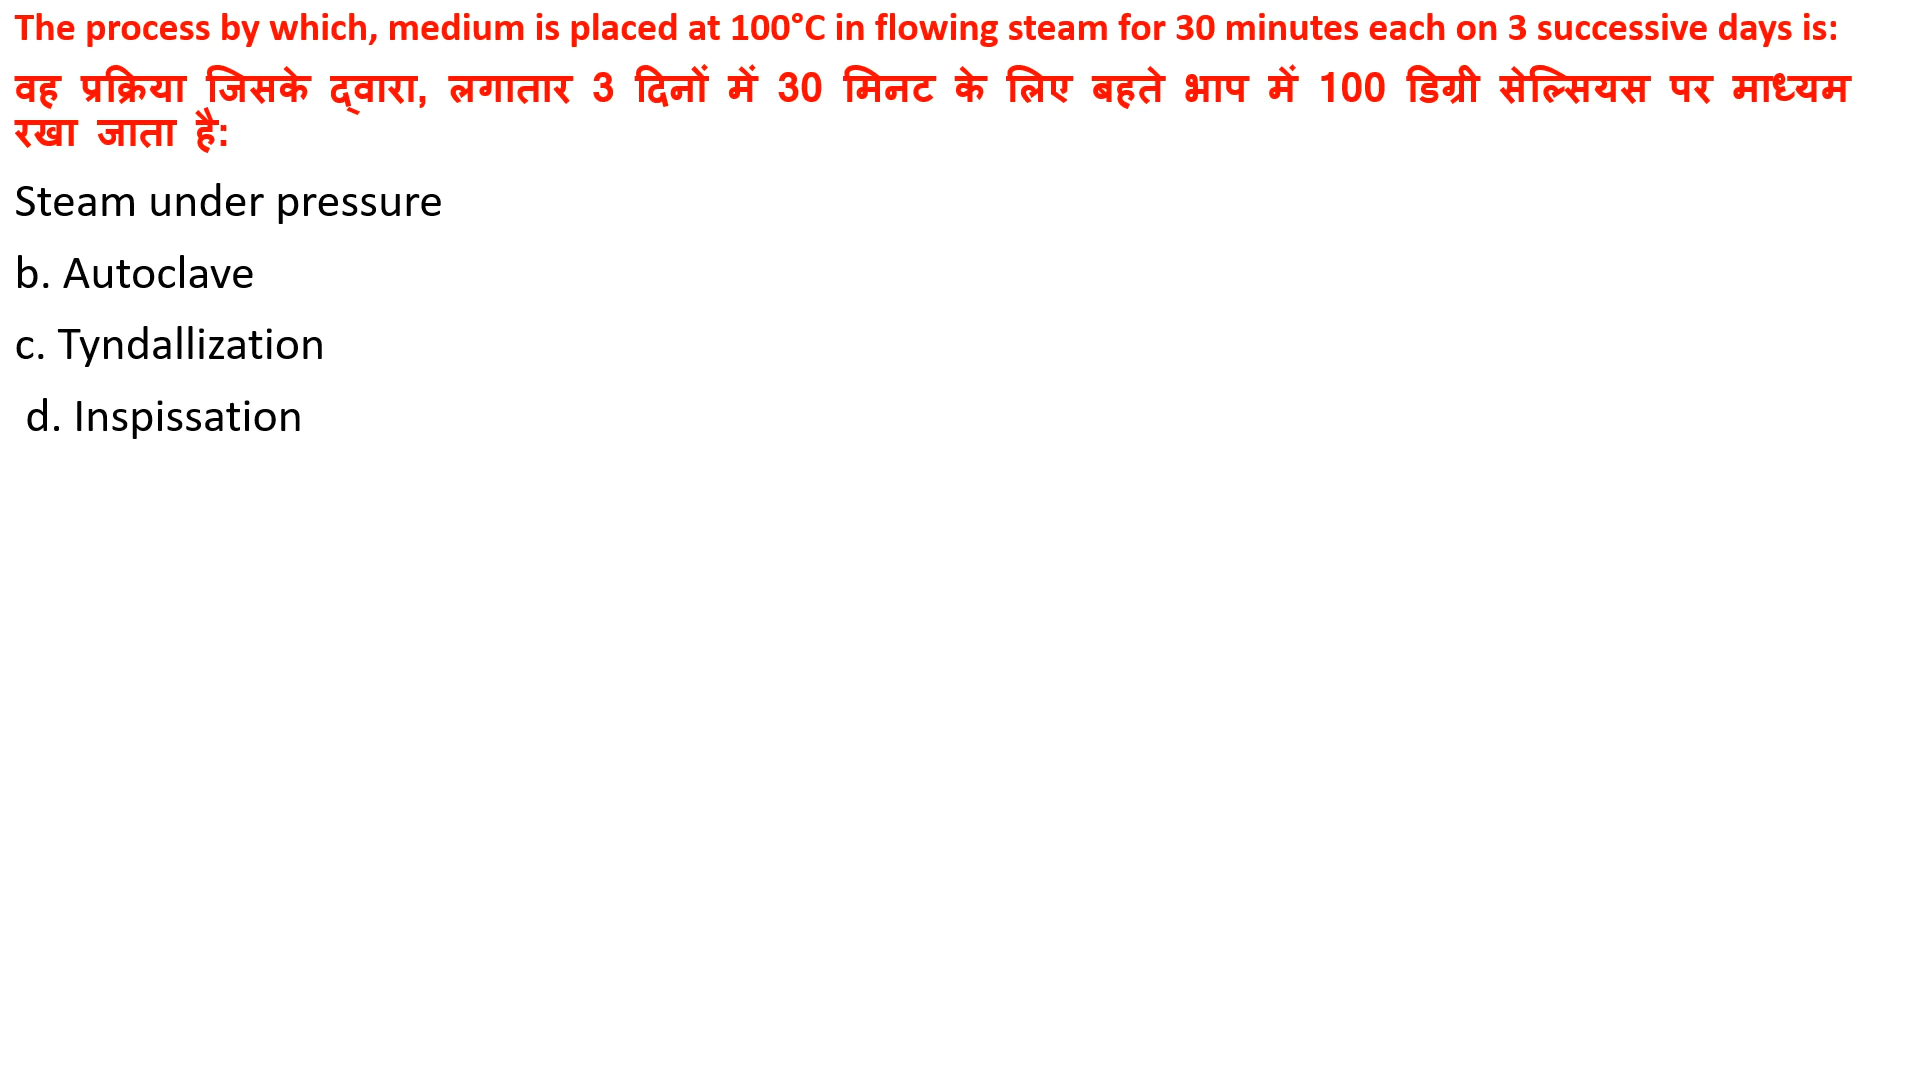 The process by which, medium is placed at 100°C in flowing steam for 30 minutes each on 3 successive days is:
वह प्रक्रिया जिसके द्वारा, लगातार 3 दिनों में 30 मिनट के लिए बहते भाप में 100 डिग्री सेल्सियस पर माध्यम
रखा जाता है:
Steam under pressure
b. Autoclave
c. Tyndallization
d. Inspissation